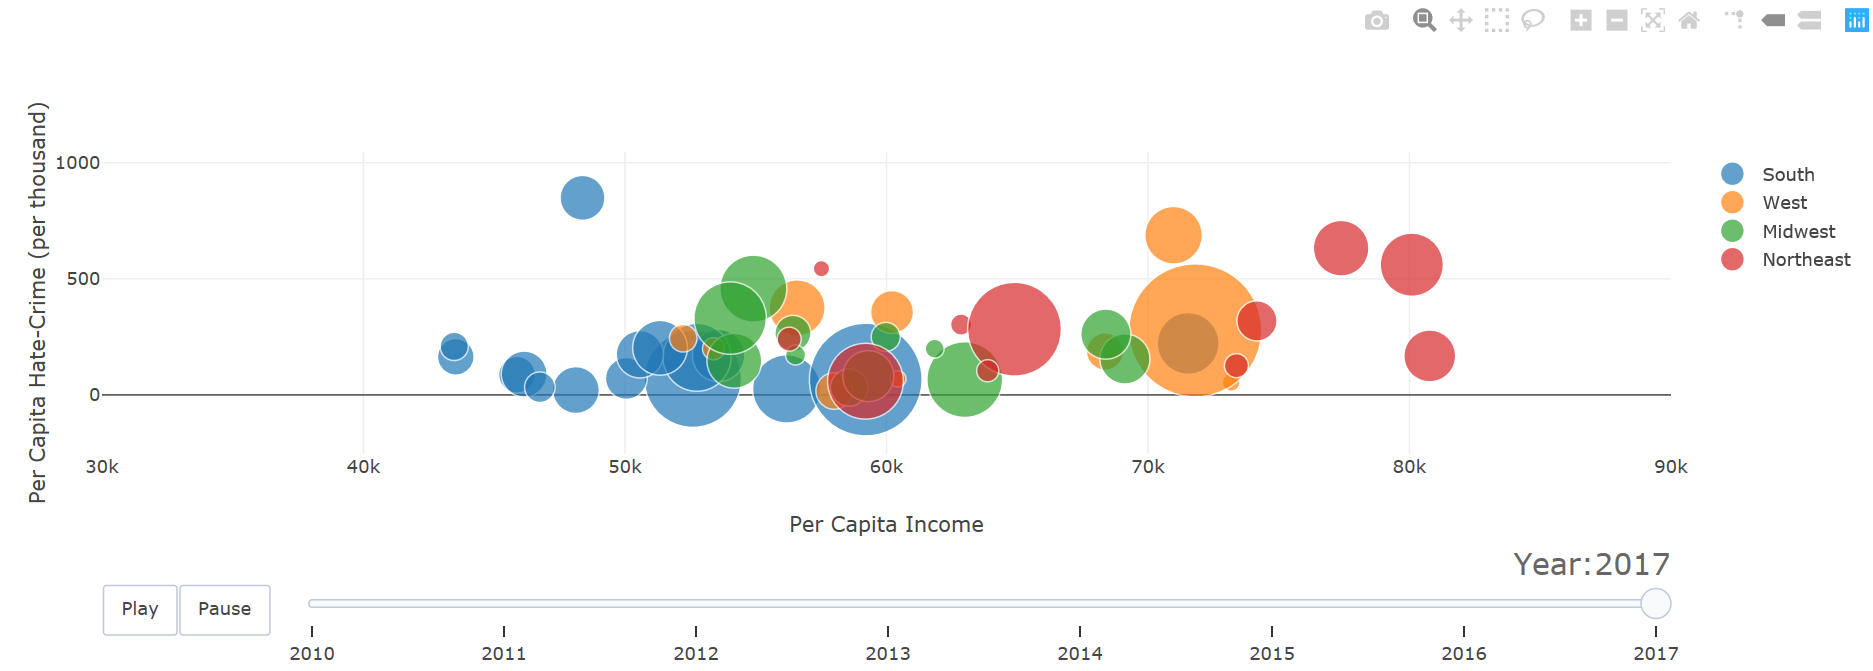 Per Capita Hate-Crime (per thousand)
1000
500
0
30k 40k 50k 60k 70k 80k 90k
Per Capita Income
South
West
Midwest
Northeast
Year:2017
Play Pause
2010 2011 2012 2013 2014 2015 2016 2017